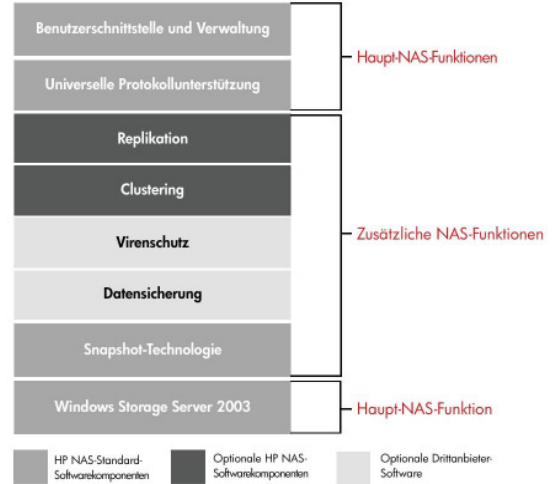 Benutzerschnittstelle und Verwaltung
Haupt-NAS-Funktionen
Universelle Protokollunterstützung
Replikation
Clustering
Virenschutz
Zusätzliche NAS-Funktionen
Datensicherung
Snapshot-Technologie
Windows Storage Server 2003
Haupt-NAS-Funktion
HP NAS-Standard-
Softwarekomponenten
Optionale HP NAS-
Softwarekomponenten
Optionale Drittanbieter-
Software